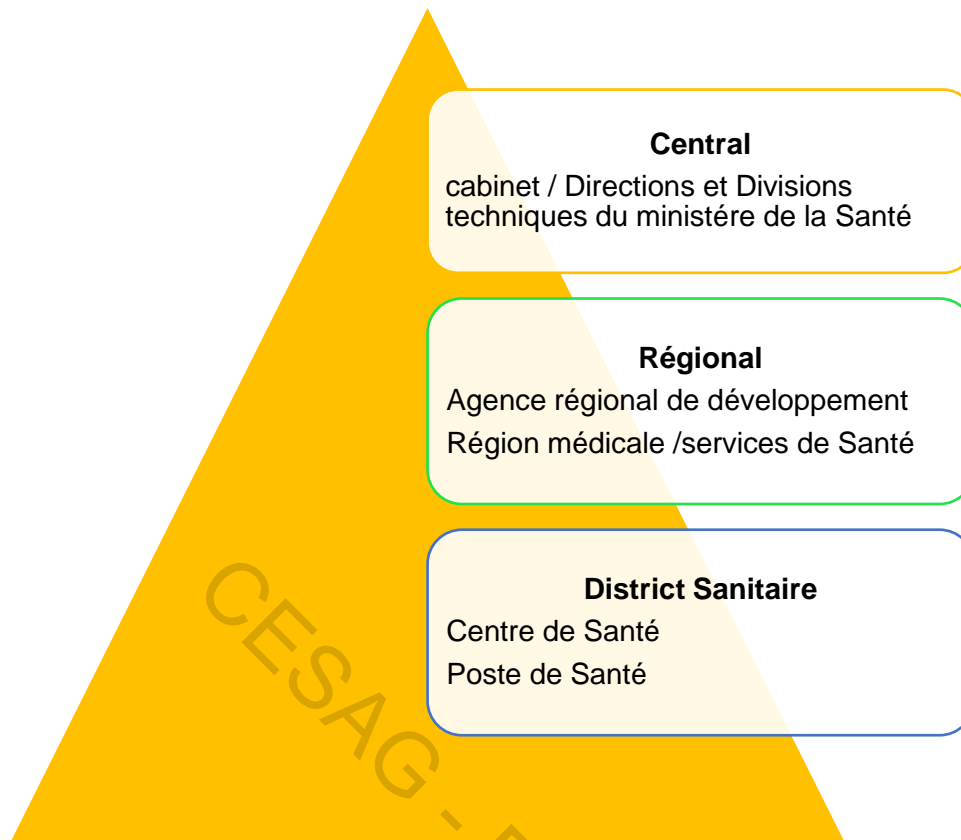 Central
cabinet / Directions et Divisions
techniques du ministére de la Santé
Régional
Agence régional de développement
Région médicale /services de Santé
District Sanitaire
Centre de Santé
Poste de Santé
CESAG -